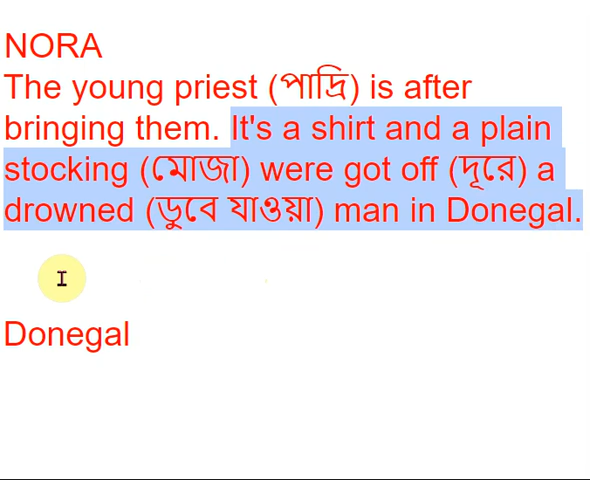 NORA
The young priest (পাদ্রি) is after
bringing them. It's a shirt and a plain
stocking (মোজা) were got off (দূরে) a
drowned (ডুবে যাওয়া) man in Donegal.
Donegal